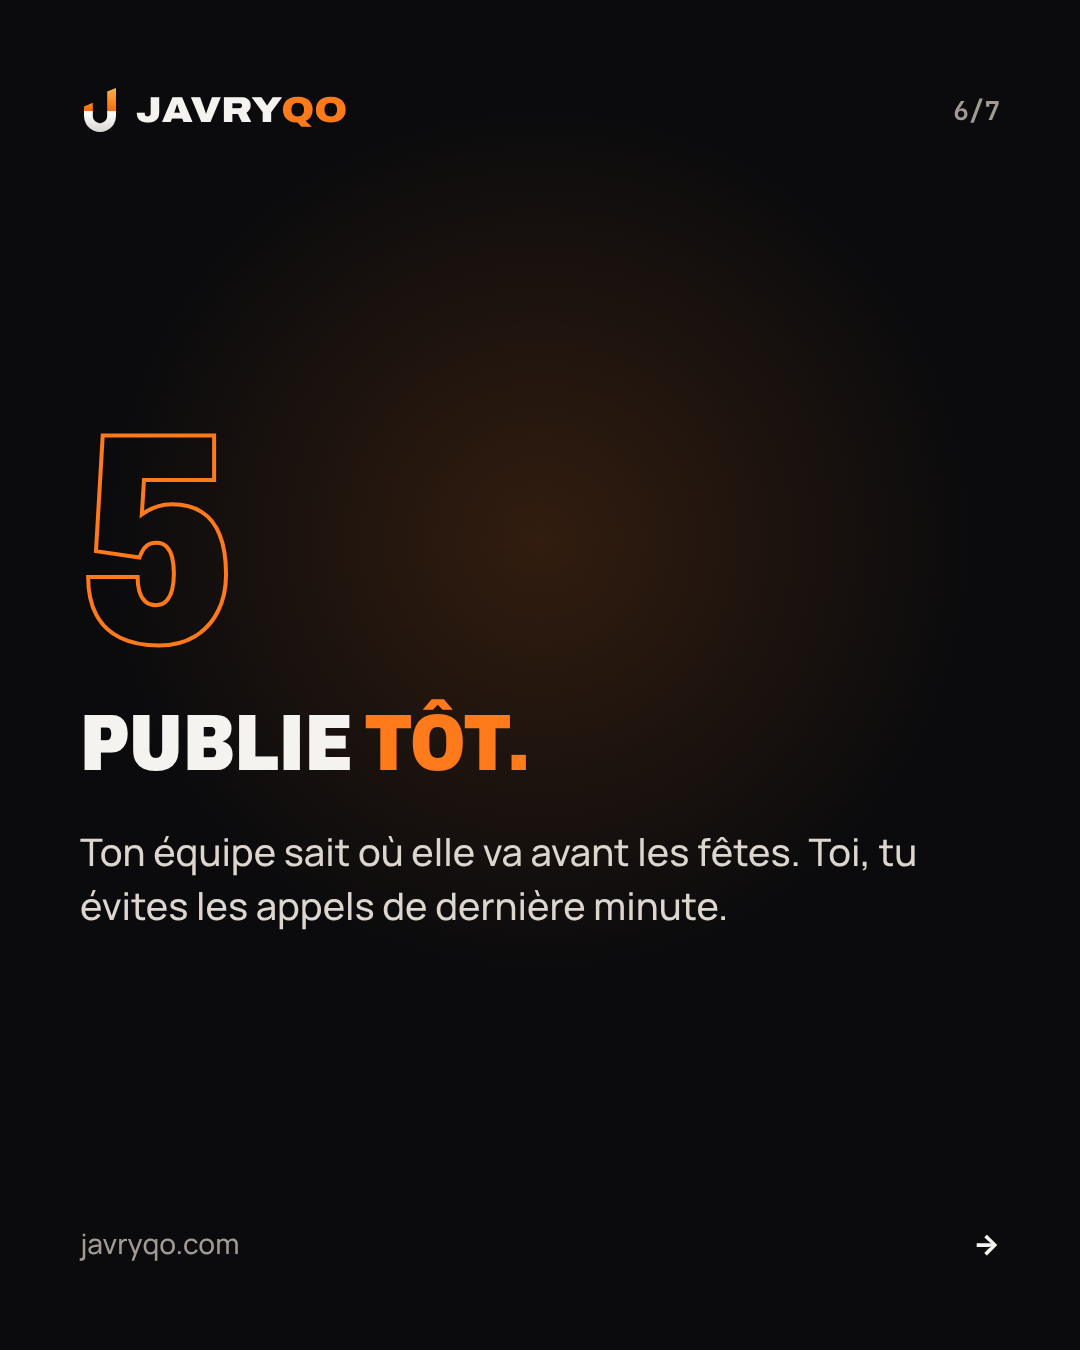 JAVRYQO
6/7
5
PUBLIE TÔT.
Ton équipe sait où elle va avant les fêtes. Toi, tu
évites les appels de dernière minute.
javryqo.com
→